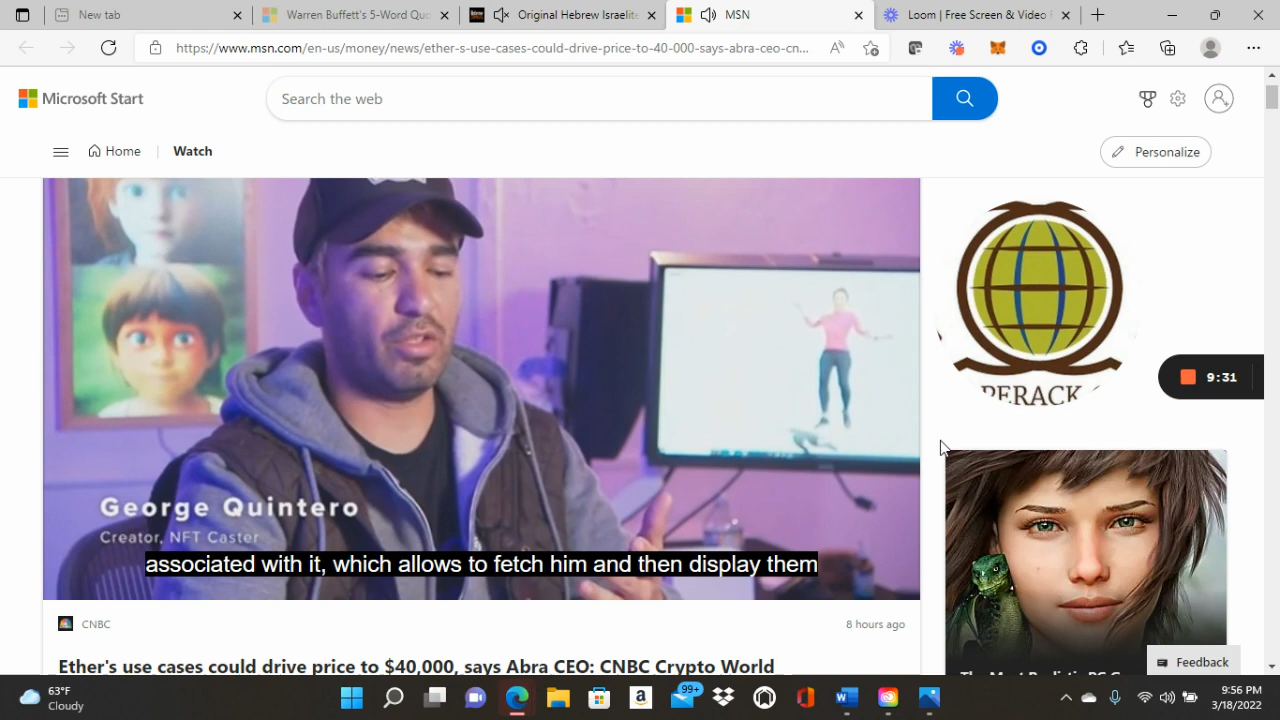 New tab
Warren Buffett's 5-Word Quo
Original Hebrew Israelite
MSN
Loom | Free Screen & Video
https://www.msn.com/en-us/money/news/ether-s-use-cases-could-drive-price-to-40-000-says-abra-ceo-cn...
Microsoft Start
Search the web
Home
Watch
Personalize
PERACK
9:31
George Quintero
Creator, NFT Caster
associated with it, which allows to fetch him and then display them
CNBC
8 hours ago
Ether's use cases could drive price to $40,000, says Abra CEO: CNBC Crypto World
Feedback
63°F
Cloudy
99+
9:56 PM
3/18/2022